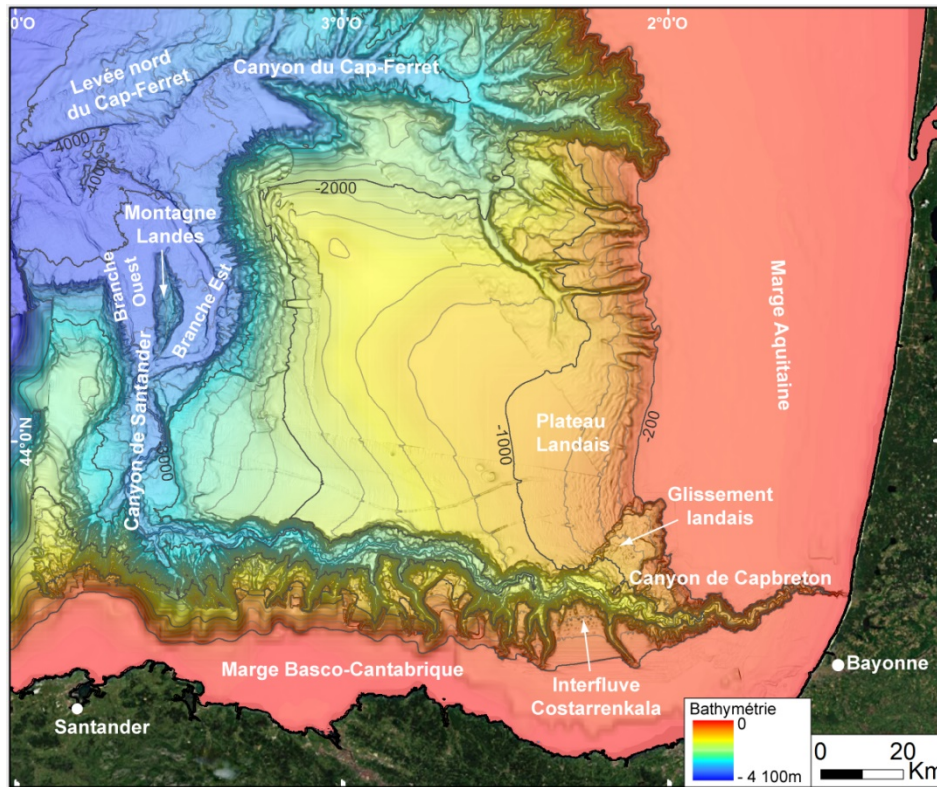 0°O
3°0'O
2°0'O
Levée nord
du Cap-Ferret
Canyon du Cap-Ferret
-4000
-4000
-2000
Montagne
Landes
Branche
Ouest
Branche Est
Marge Aquitaine
Canyon de Santander
44°0'N
Plateau
Landais
-1000
-200
Glissement
landais
Canyon de Capbreton
Marge Basco-Cantabrique
Interfluve
Costarrenkala
Bayonne
Santander
Bathymétrie
0
- 4 100m
0 20
Km